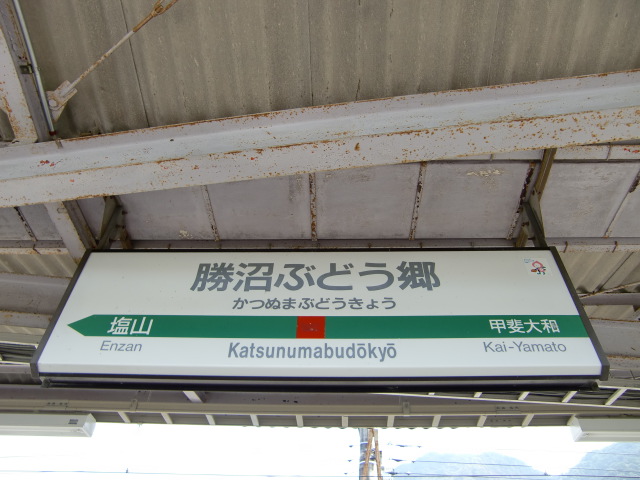 勝沼ぶどう郷
かつぬまぶどうきょう
塩山
甲斐大和
Enzan
Katsunumabudōkyō
Kai-Yamato